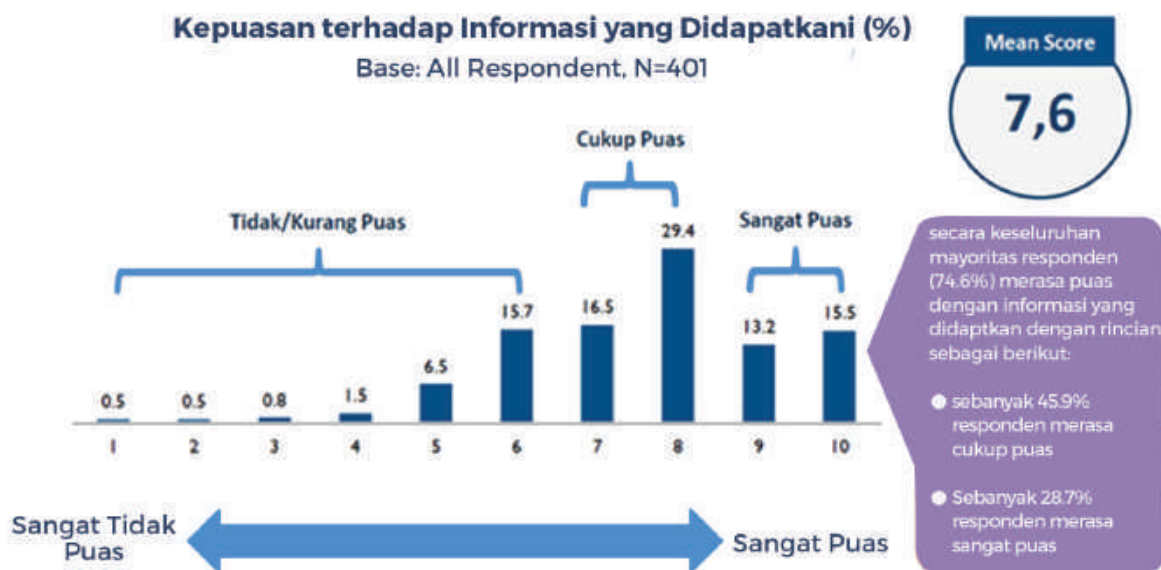 Kepuasan terhadap Informasi yang Didapatkani (%)
Base: All Respondent, N=401
Mean Score
7,6
Cukup Puas
Tidak/Kurang Puas
Sangat Puas
0.5
0.5
0.8
1.5
6.5
15.7
16.5
29.4
13.2
15.5
1
2
3
4
5
6
7
8
9
10
Sangat Tidak
Puas
Sangat Puas
secara keseluruhan
mayoritas responden
(74.6%) merasa puas
dengan informasi yang
didaptkan dengan rincian
sebagai berikut:
sebanyak 45.9%
responden merasa
cukup puas
Sebanyak 28.7%
responden merasa
sangat puas